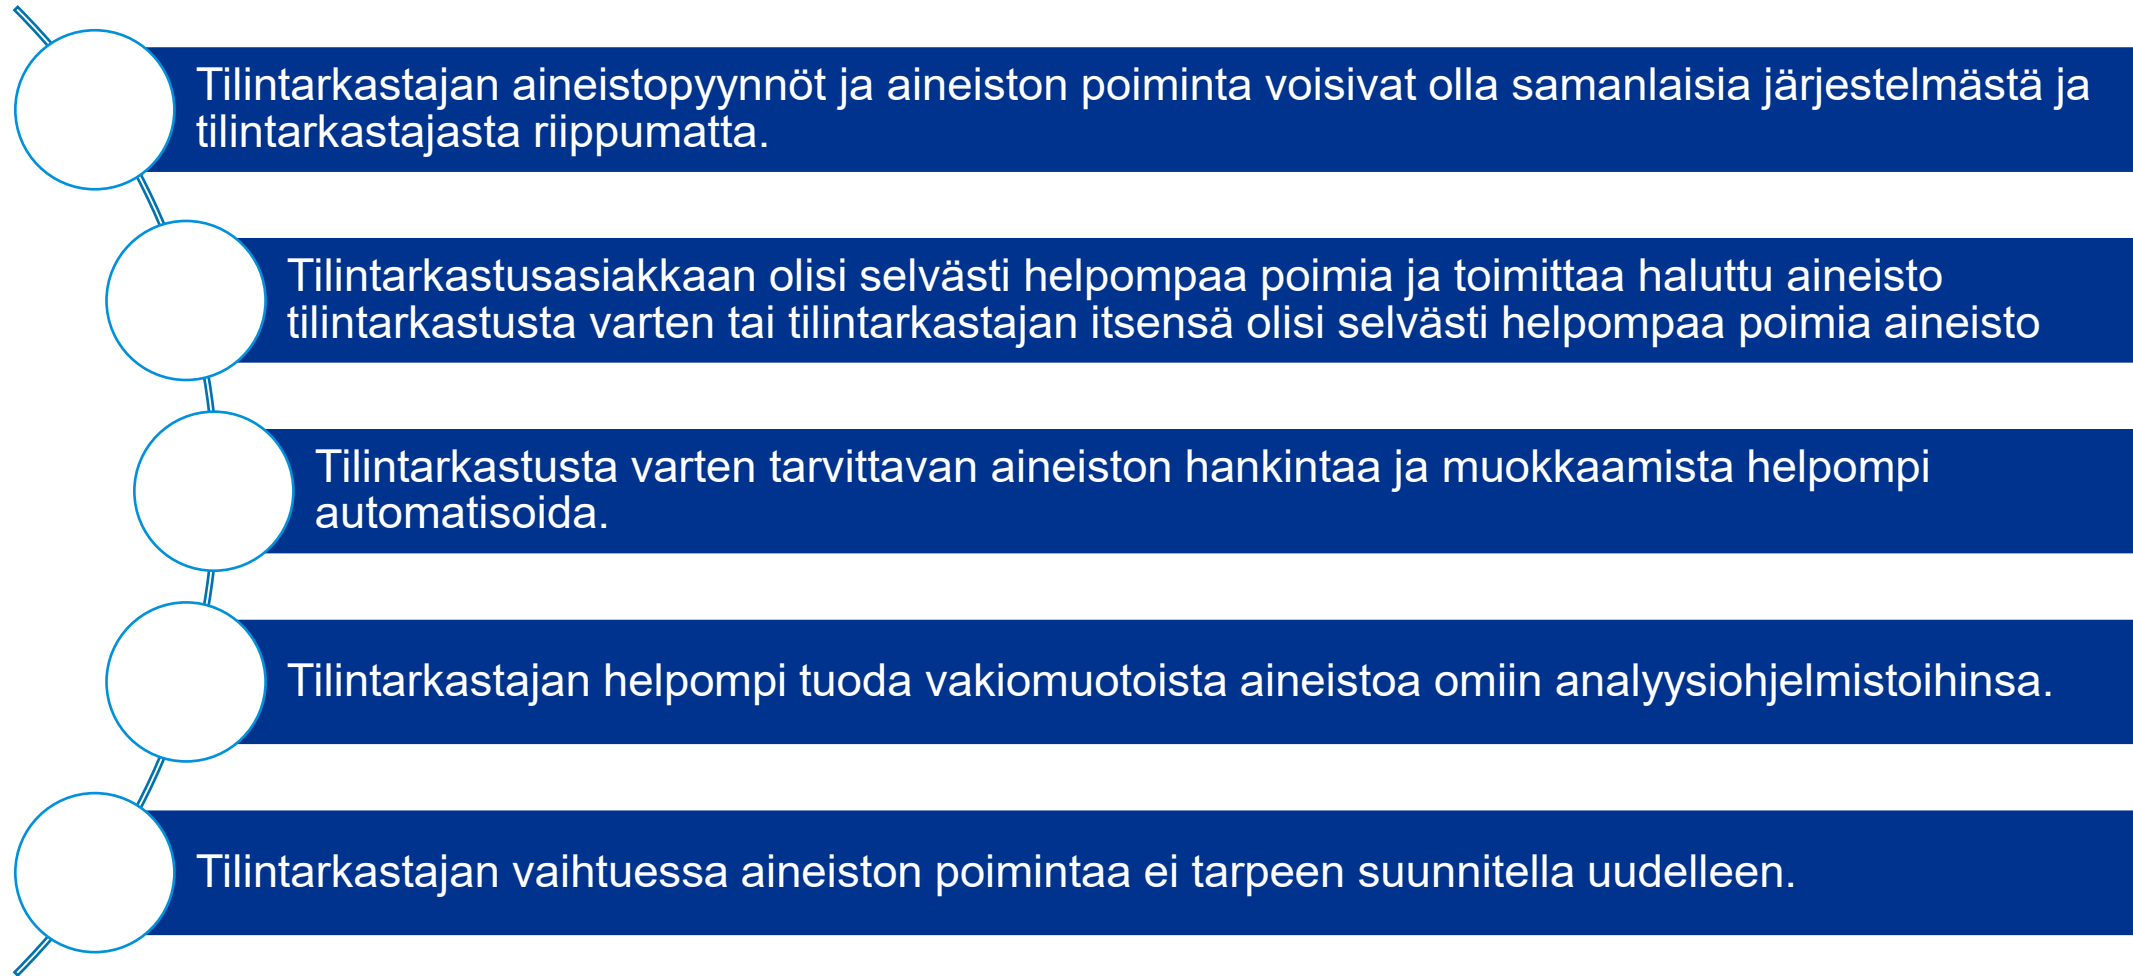 Tilintarkastajan aineistopyynnöt ja aineiston poiminta voisivat olla samanlaisia järjestelmästä ja
tilintarkastajasta riippumatta.
Tilintarkastusasiakkaan olisi selvästi helpompaa poimia ja toimittaa haluttu aineisto
tilintarkastusta varten tai tilintarkastajan itsensä olisi selvästi helpompaa poimia aineisto
Tilintarkastusta varten tarvittavan aineiston hankintaa ja muokkaamista helpompi
automatisoida.
Tilintarkastajan helpompi tuoda vakiomuotoista aineistoa omiin analyysiohjelmistoihinsa.
Tilintarkastajan vaihtuessa aineiston poimintaa ei tarpeen suunnitella uudelleen.